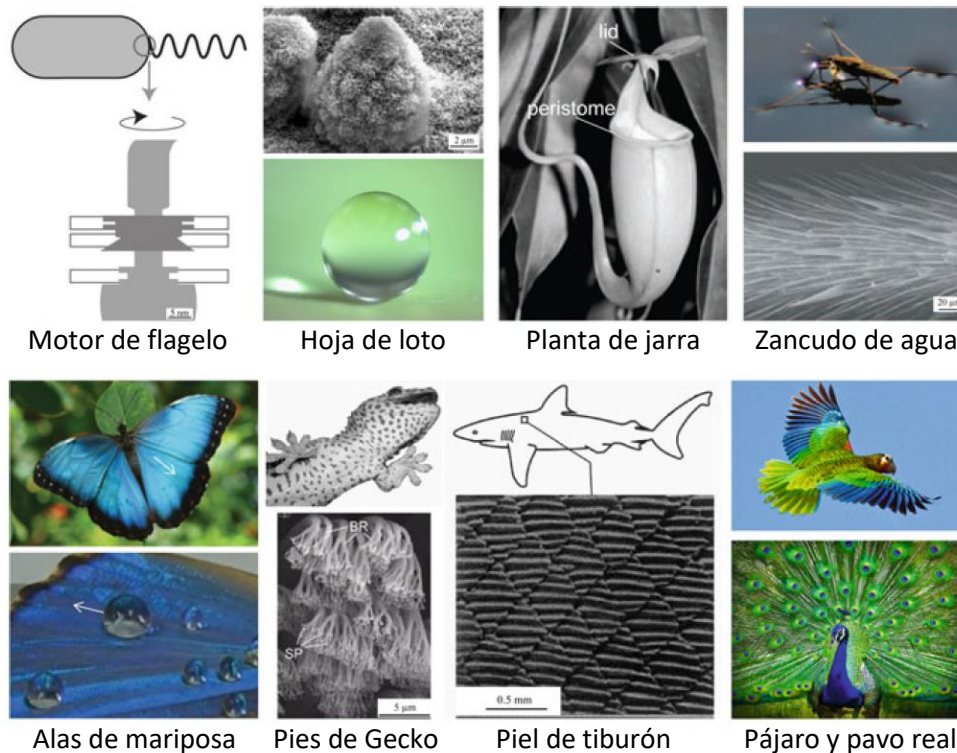 lid
peristome
2 µm
5 nm
20 µm
Motor de flagelo
Hoja de loto
Planta de jarra
Zancudo de agua
BR
SP
5 µm
0.5 mm
Alas de mariposa
Pies de Gecko
Piel de tiburón
Pájaro y pavo real